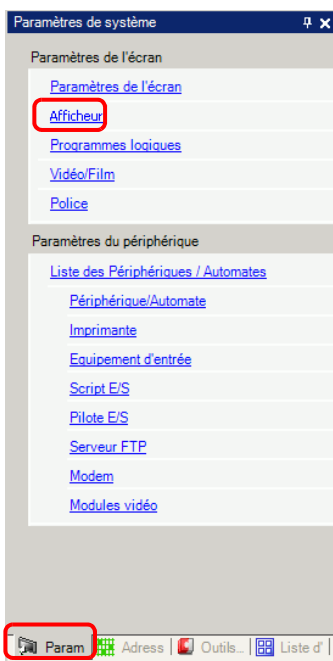 Paramètres de système
Paramètres de l'écran
Paramètres de l'écran
Afficheur
Programmes logiques
Vidéo/Film
Police
Paramètres du périphérique
Liste des Périphériques / Automates
Périphérique/Automate
Imprimante
Equipement d'entrée
Script E/S
Pilote E/S
Serveur FTP
Modem
Modules vidéo
Param Adress Outils... Liste d'